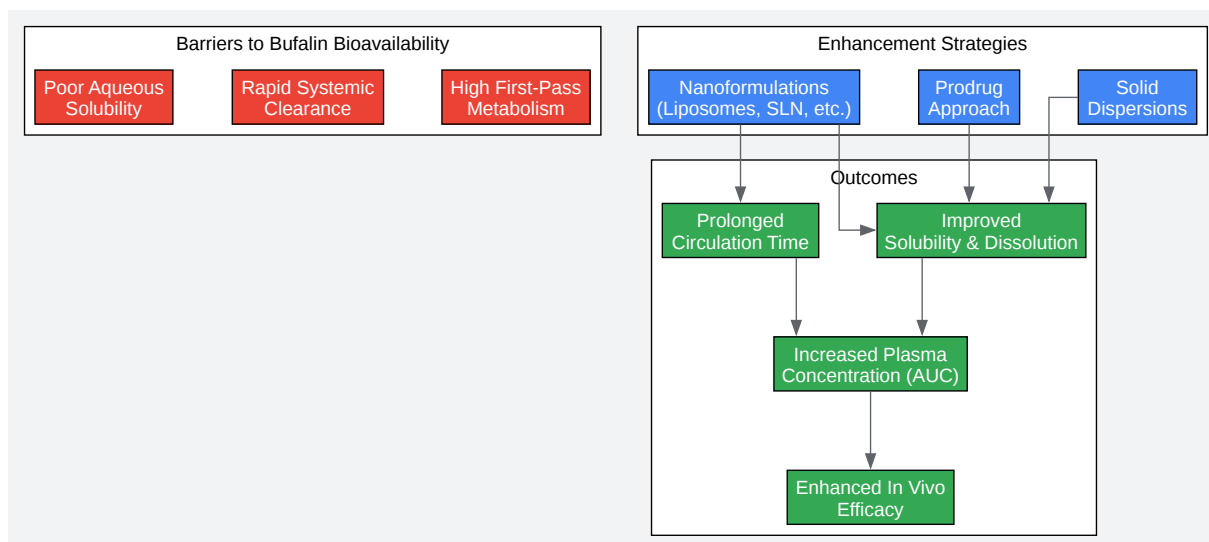 Barriers to Bufalin Bioavailability
Poor Aqueous
Solubility
Rapid Systemic
Clearance
High First-Pass
Metabolism
Enhancement Strategies
Nanoformulations
(Liposomes, SLN, etc.)
Prodrug
Approach
Solid
Dispersions
Outcomes
Prolonged
Circulation Time
Improved
Solubility & Dissolution
Increased Plasma
Concentration (AUC)
Enhanced In Vivo
Efficacy